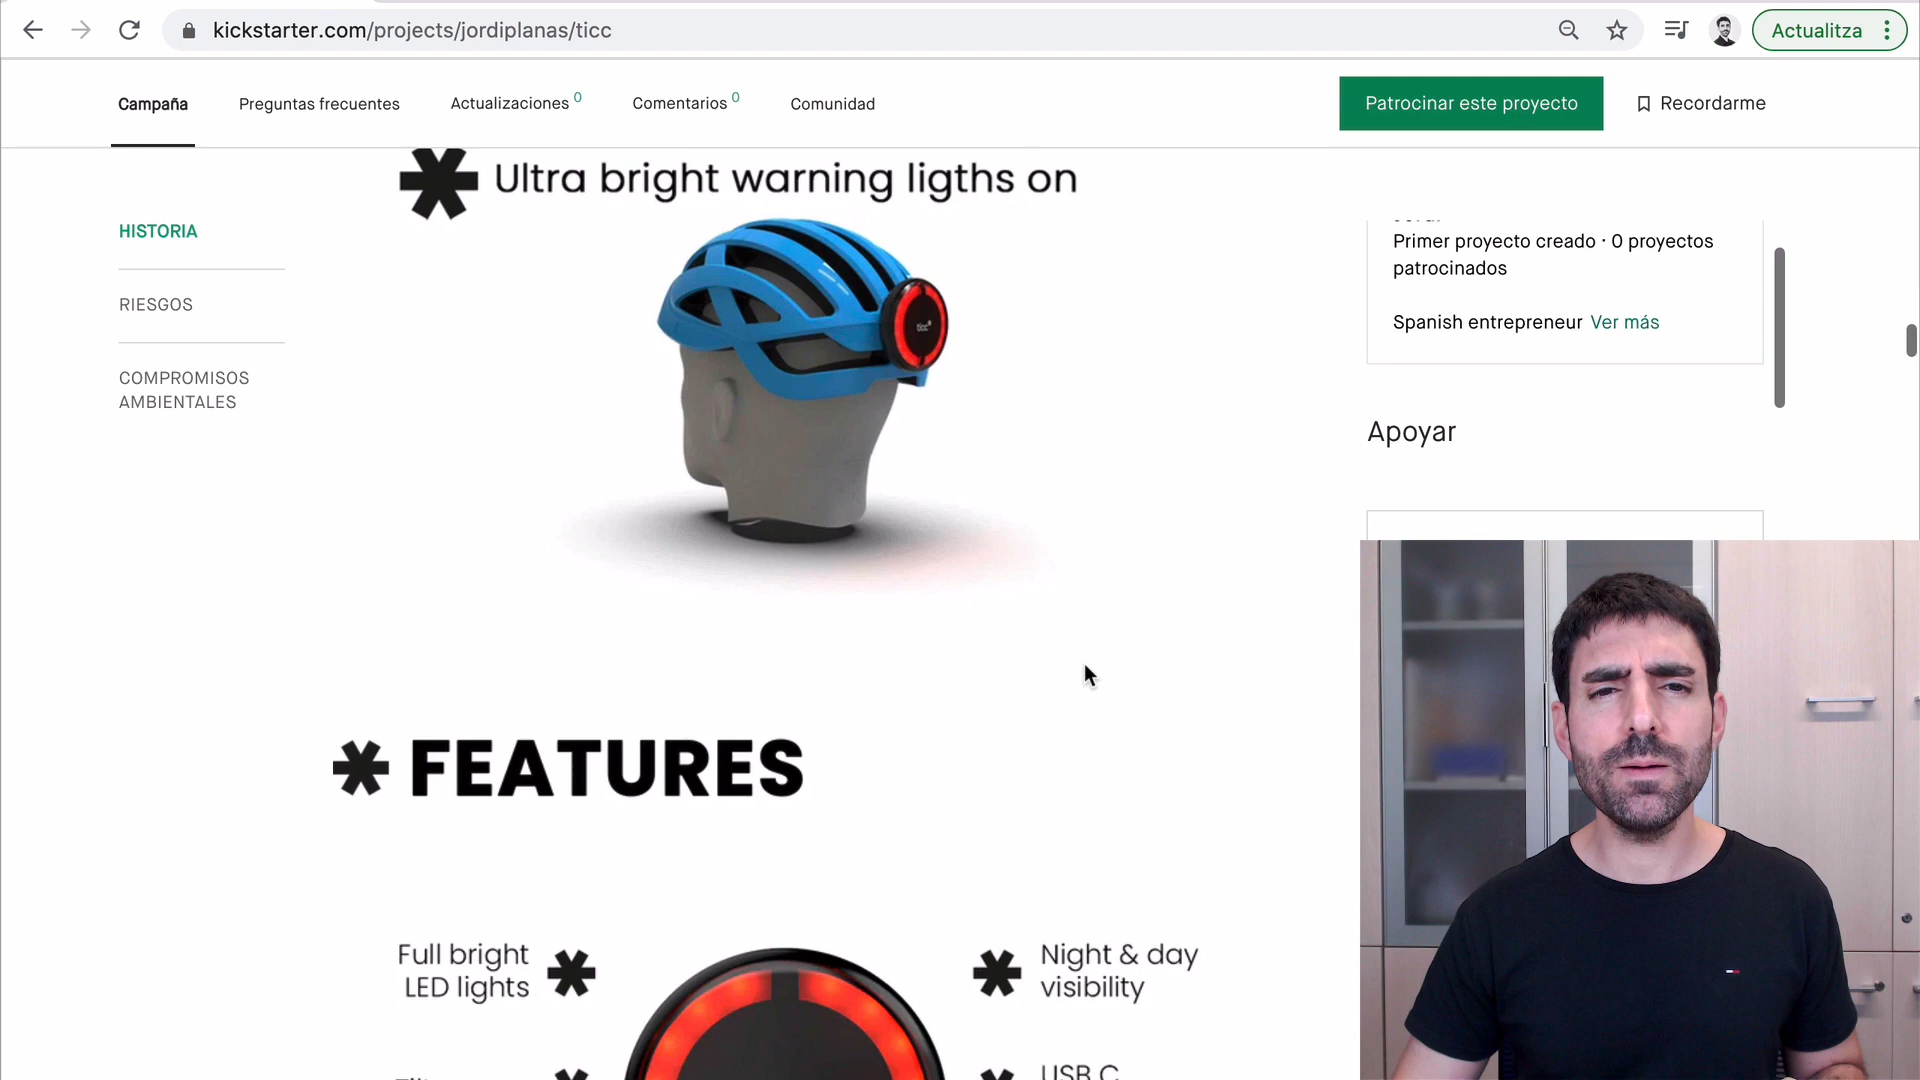 kickstarter.com/projects/jordiplanas/ticc
Actualitza
Campaña
Preguntas frecuentes
Actualizaciones 0
Comentarios 0
Comunidad
Patrocinar este proyecto
Recordarme
Ultra bright warning ligths on
HISTORIA
RIESGOS
COMPROMISOS
AMBIENTALES
ticc*
Primer proyecto creado · 0 proyectos
patrocinados
Spanish entrepreneur Ver más
Apoyar
* FEATURES
Full bright
LED lights
Night & day
visibility
USB C